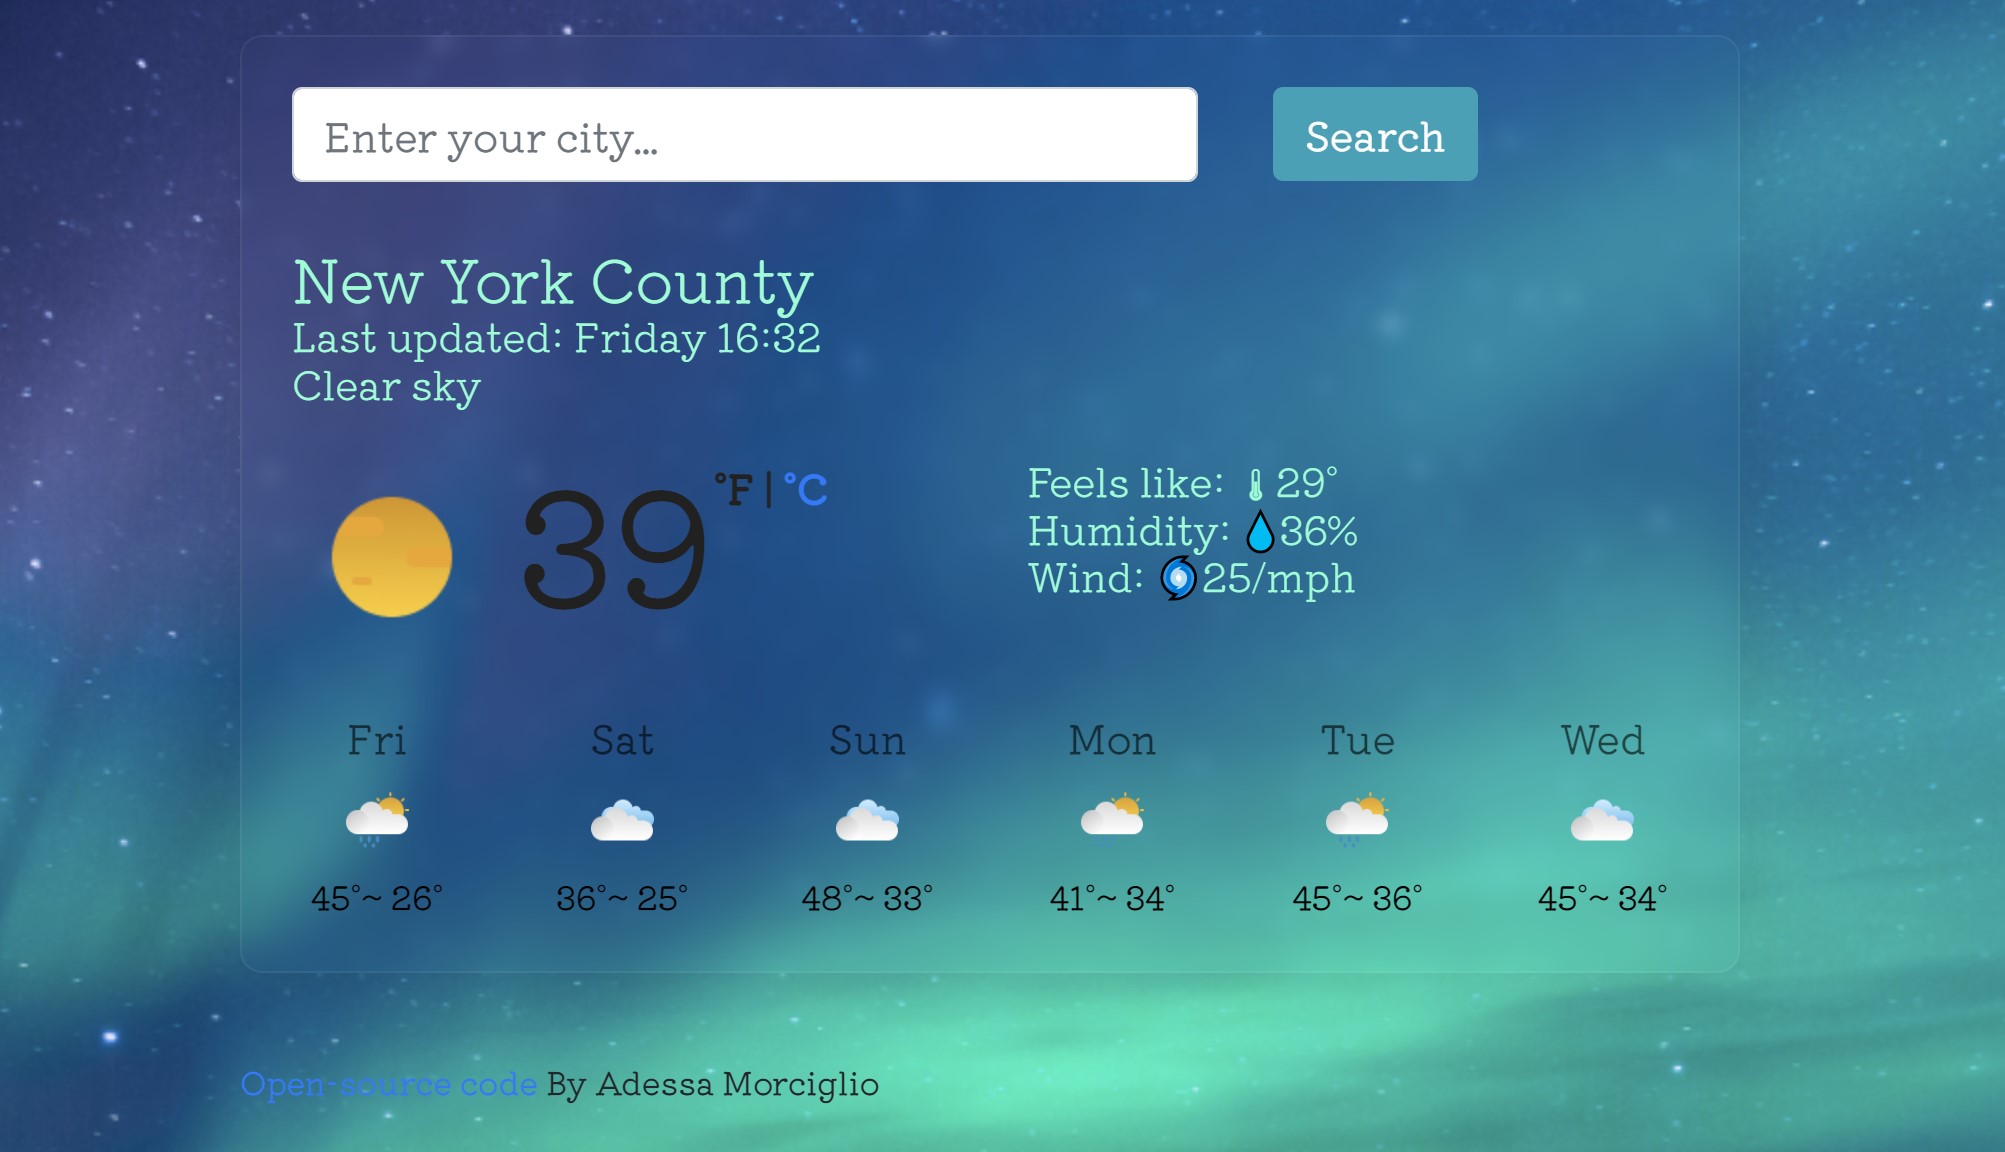 Enter your city...
Search
New York County
Last updated: Friday 16:32
Clear sky
39 °F | °C
Feels like: 29°
Humidity: 36%
Wind: 25/mph
Fri Sat Sun Mon Tue Wed
45°~ 26° 36°~ 25° 48°~ 33° 41°~ 34° 45°~ 36° 45°~ 34°
Open-source code By Adessa Morciglio